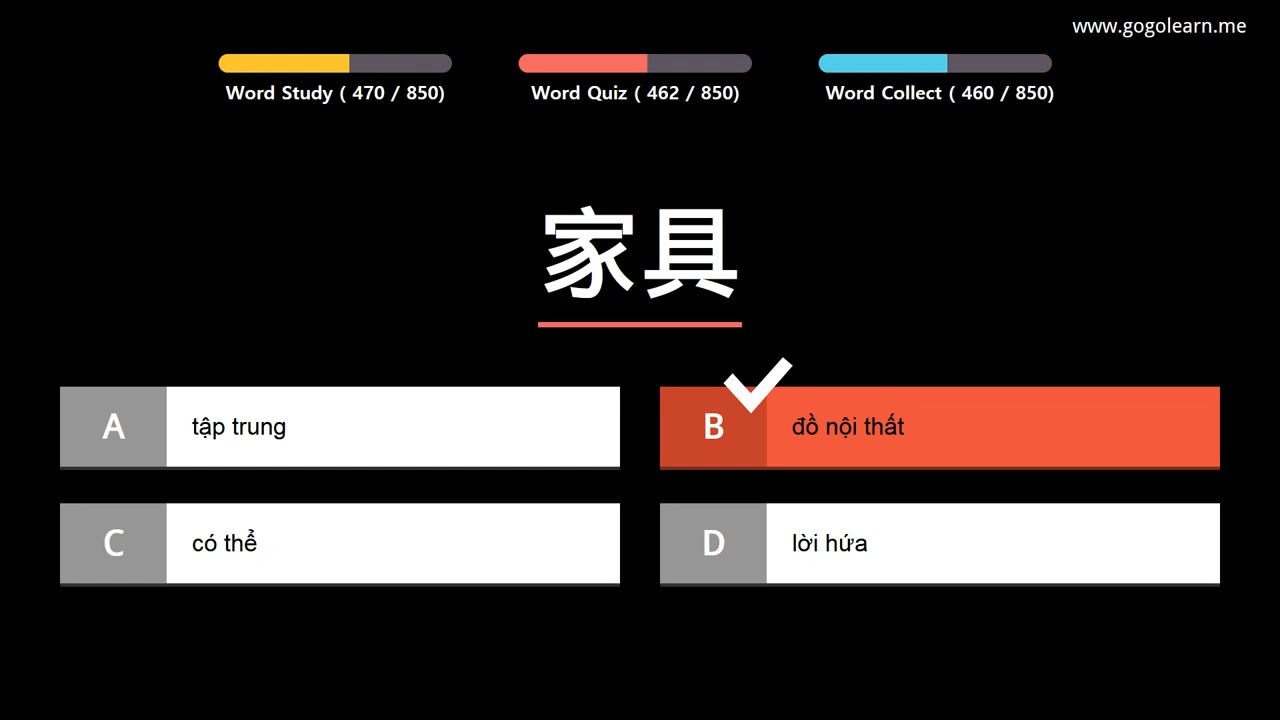 www.gogolearn.me
Word Study ( 470 / 850)
Word Quiz ( 462 / 850)
Word Collect ( 460 / 850)
家具
A
tập trung
B
đồ nội thất
C
có thể
D
lời hứa